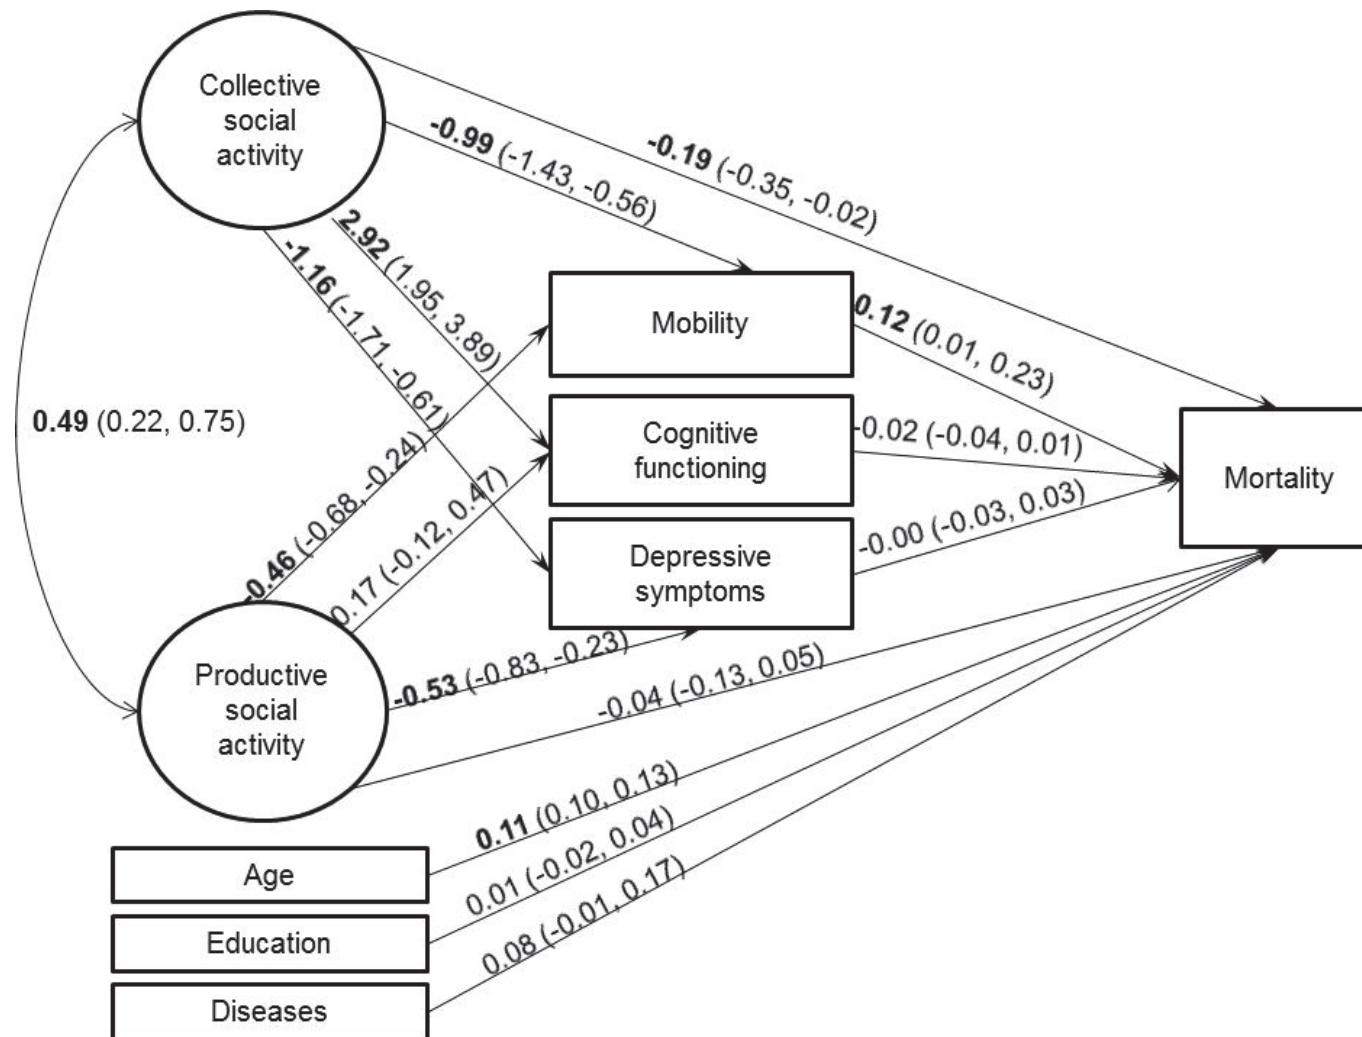 Collective
social
activity
-0.19 (-0.35, -0.02)
-0.99 (-1.43, -0.56)
2.92 (1.95, 3.89)
-1.16 (-1.71, -0.61)
Mobility
0.12 (0.01, 0.23)
0.49 (0.22, 0.75)
Cognitive
functioning
-0.02 (-0.04, 0.01)
Mortality
Depressive
symptoms
-0.00 (-0.03, 0.03)
-0.46 (-0.68, -0.24)
0.17 (-0.12, 0.47)
-0.53 (-0.83, -0.23)
-0.04 (-0.13, 0.05)
Productive
social
activity
0.11 (0.10, 0.13)
0.01 (-0.02, 0.04)
0.08 (-0.01, 0.17)
Age
Education
Diseases